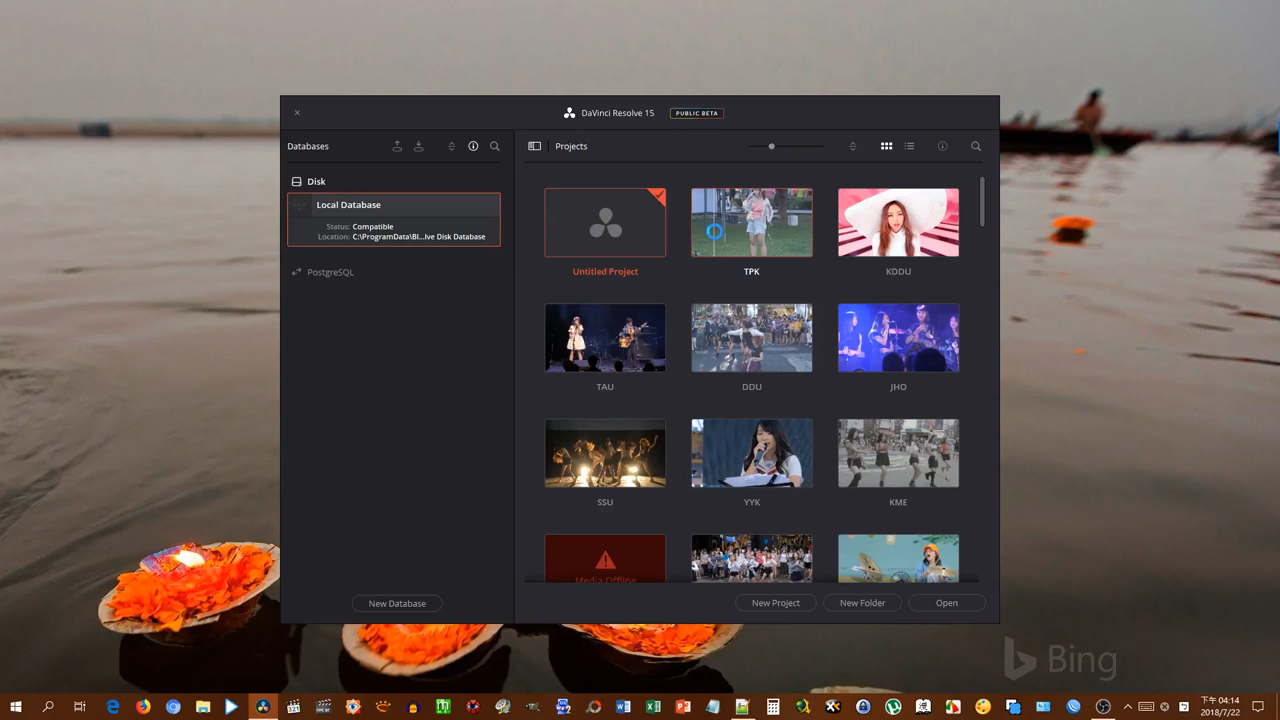 DaVinci Resolve 15 PUBLIC BETA
Databases
Projects
Disk
Local Database
Status: Compatible
Location: C:\ProgramData\Bl...lve Disk Database
PostgreSQL
Untitled Project
TPK
KDDU
TAU
DDU
JHO
SSU
YYK
KME
Media Offline
New Database
New Project
New Folder
Open
Bing
下午 04:14
2018/7/22